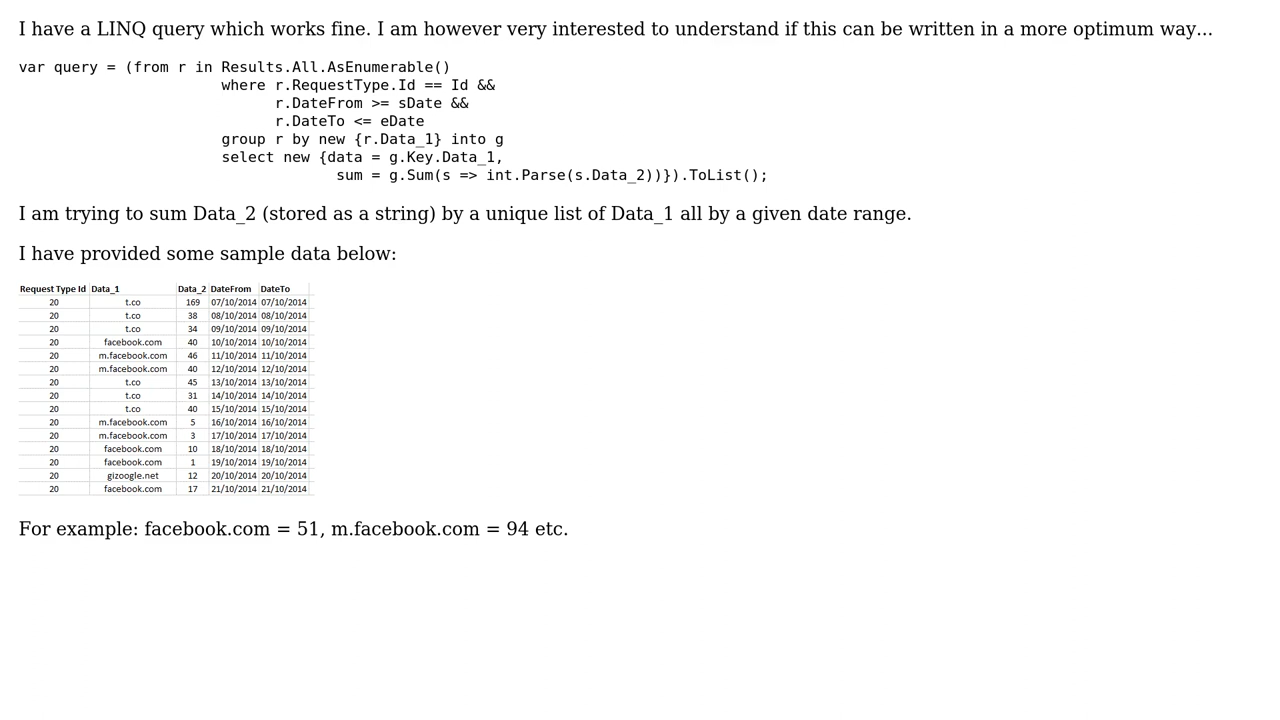 I have a LINQ query which works fine. I am however very interested to understand if this can be written in a more optimum way...
var query = (from r in Results.All.AsEnumerable()
where r.RequestType.Id == Id &&
r.DateFrom >= sDate &&
r.DateTo <= eDate
group r by new {r.Data_1} into g
select new {data = g.Key.Data_1,
sum = g.Sum(s => int.Parse(s.Data_2))}).ToList();
I am trying to sum Data_2 (stored as a string) by a unique list of Data_1 all by a given date range.
I have provided some sample data below:
Request Type Id Data_1 Data_2 DateFrom DateTo
20 t.co 169 07/10/2014 07/10/2014
20 t.co 38 08/10/2014 08/10/2014
20 t.co 34 09/10/2014 09/10/2014
20 facebook.com 40 10/10/2014 10/10/2014
20 m.facebook.com 46 11/10/2014 11/10/2014
20 m.facebook.com 40 12/10/2014 12/10/2014
20 t.co 45 13/10/2014 13/10/2014
20 t.co 31 14/10/2014 14/10/2014
20 t.co 40 15/10/2014 15/10/2014
20 m.facebook.com 5 16/10/2014 16/10/2014
20 m.facebook.com 3 17/10/2014 17/10/2014
20 facebook.com 10 18/10/2014 18/10/2014
20 facebook.com 1 19/10/2014 19/10/2014
20 gizoogle.net 12 20/10/2014 20/10/2014
20 facebook.com 17 21/10/2014 21/10/2014
For example: facebook.com = 51, m.facebook.com = 94 etc.